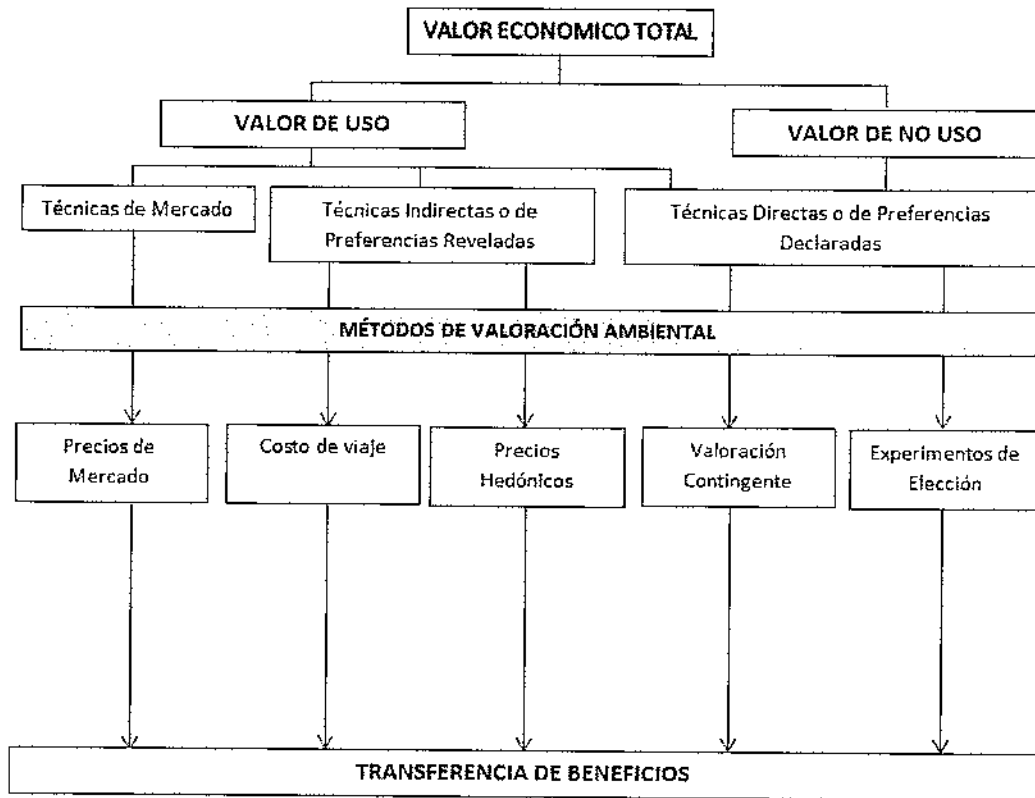 VALOR ECONOMICO TOTAL
VALOR DE USO
VALOR DE NO USO
Técnicas de Mercado
Técnicas Indirectas o de
Preferencias Reveladas
Técnicas Directas o de Preferencias
Declaradas
MÉTODOS DE VALORACIÓN AMBIENTAL
Precios de
Mercado
Costo de viaje
Precios
Hedónicos
Valoración
Contingente
Experimentos de
Elección
TRANSFERENCIA DE BENEFICIOS